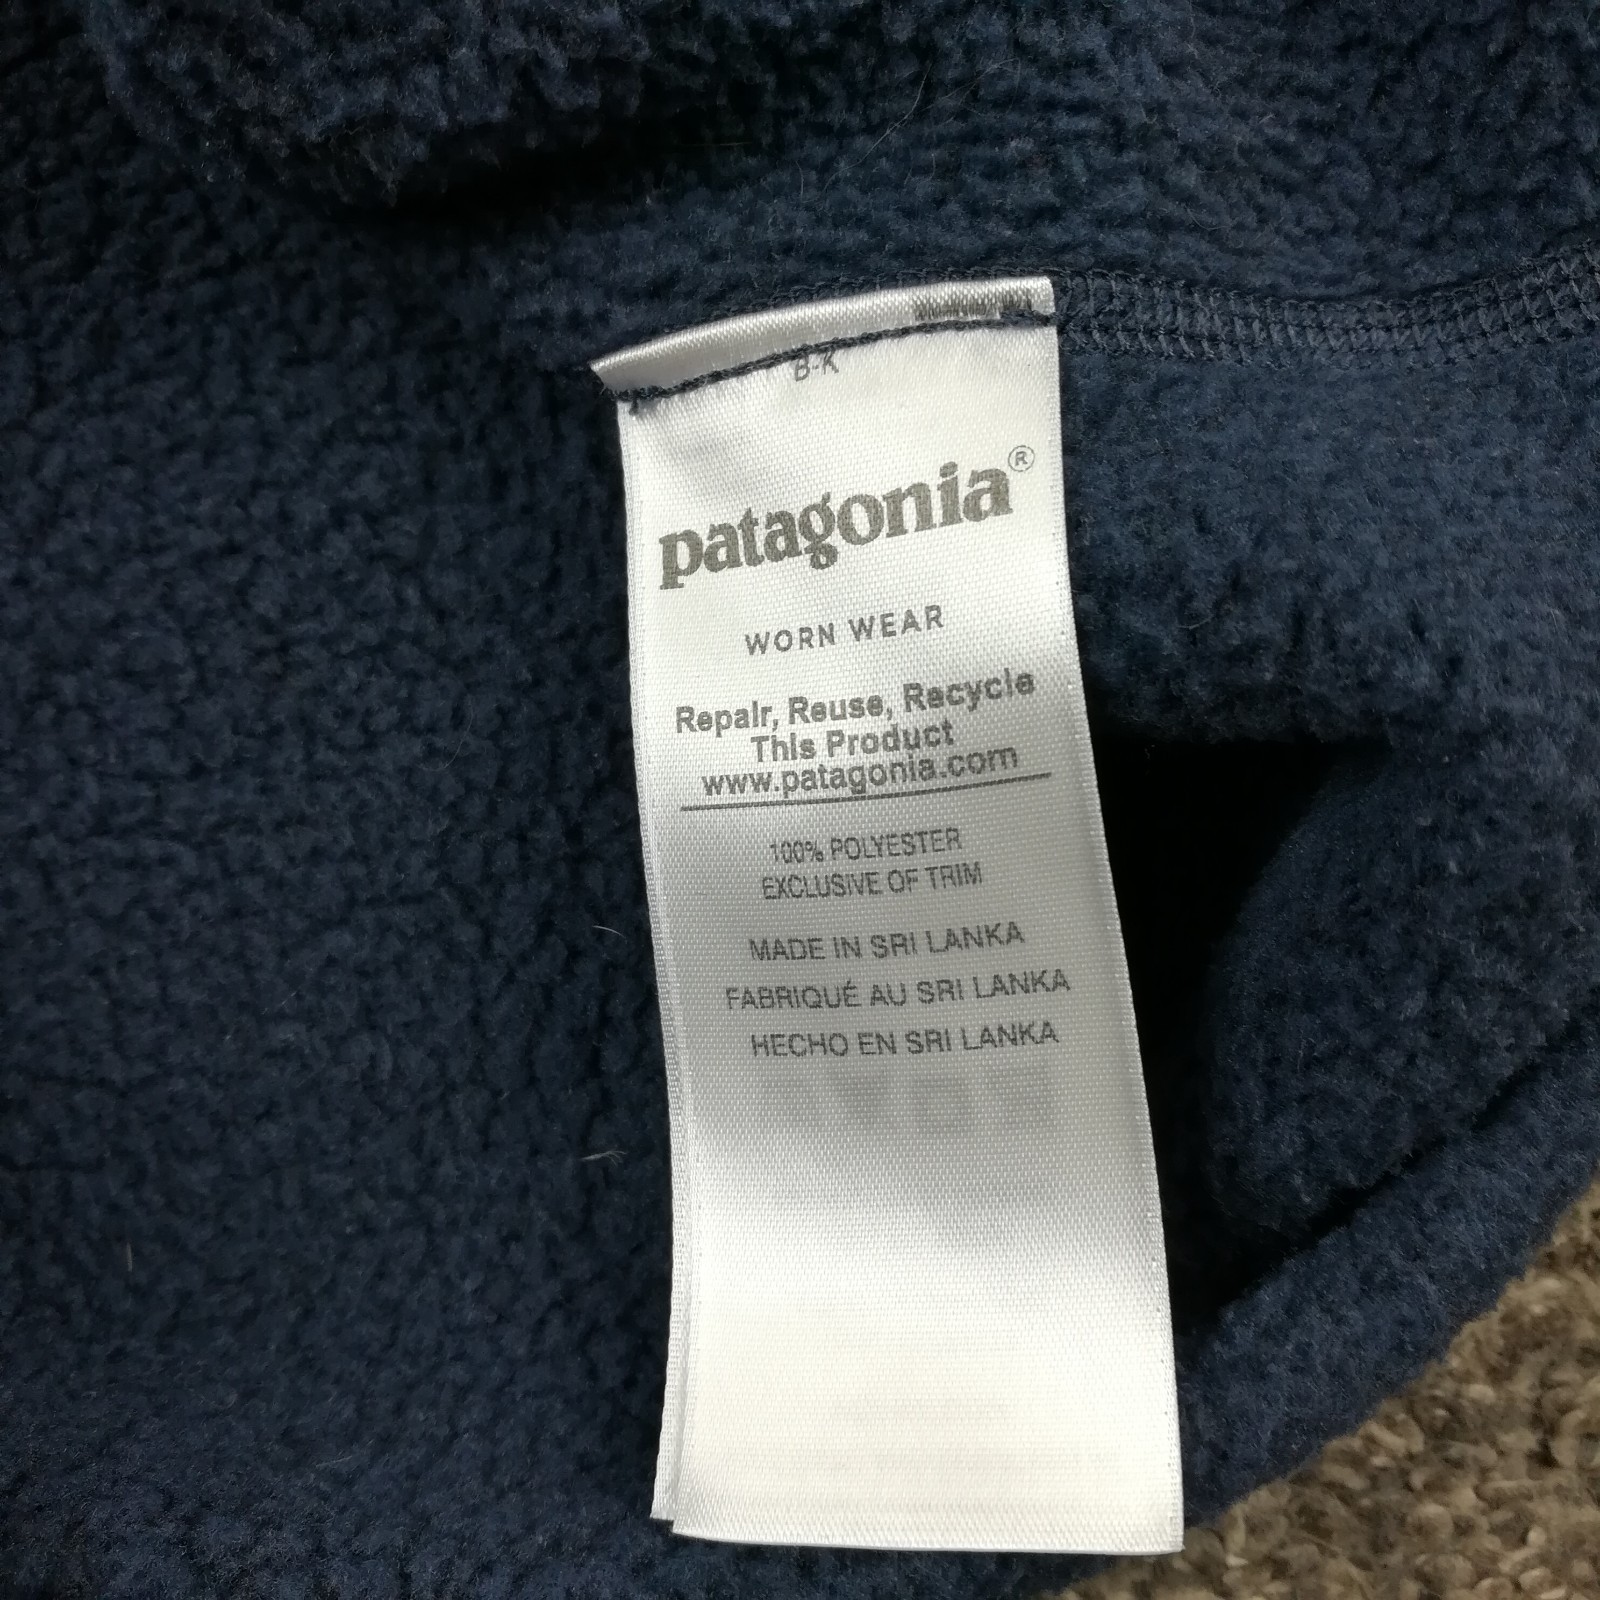 B-K
patagonia®
WORN WEAR
Repair, Reuse, Recycle
This Product
www.patagonia.com
100% POLYESTER
EXCLUSIVE OF TRIM
MADE IN SRI LANKA
FABRIQUÉ AU SRI LANKA
HECHO EN SRI LANKA